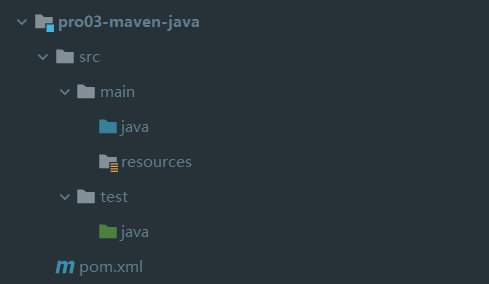 pro03-maven-java
src
main
java
resources
test
java
pom.xml